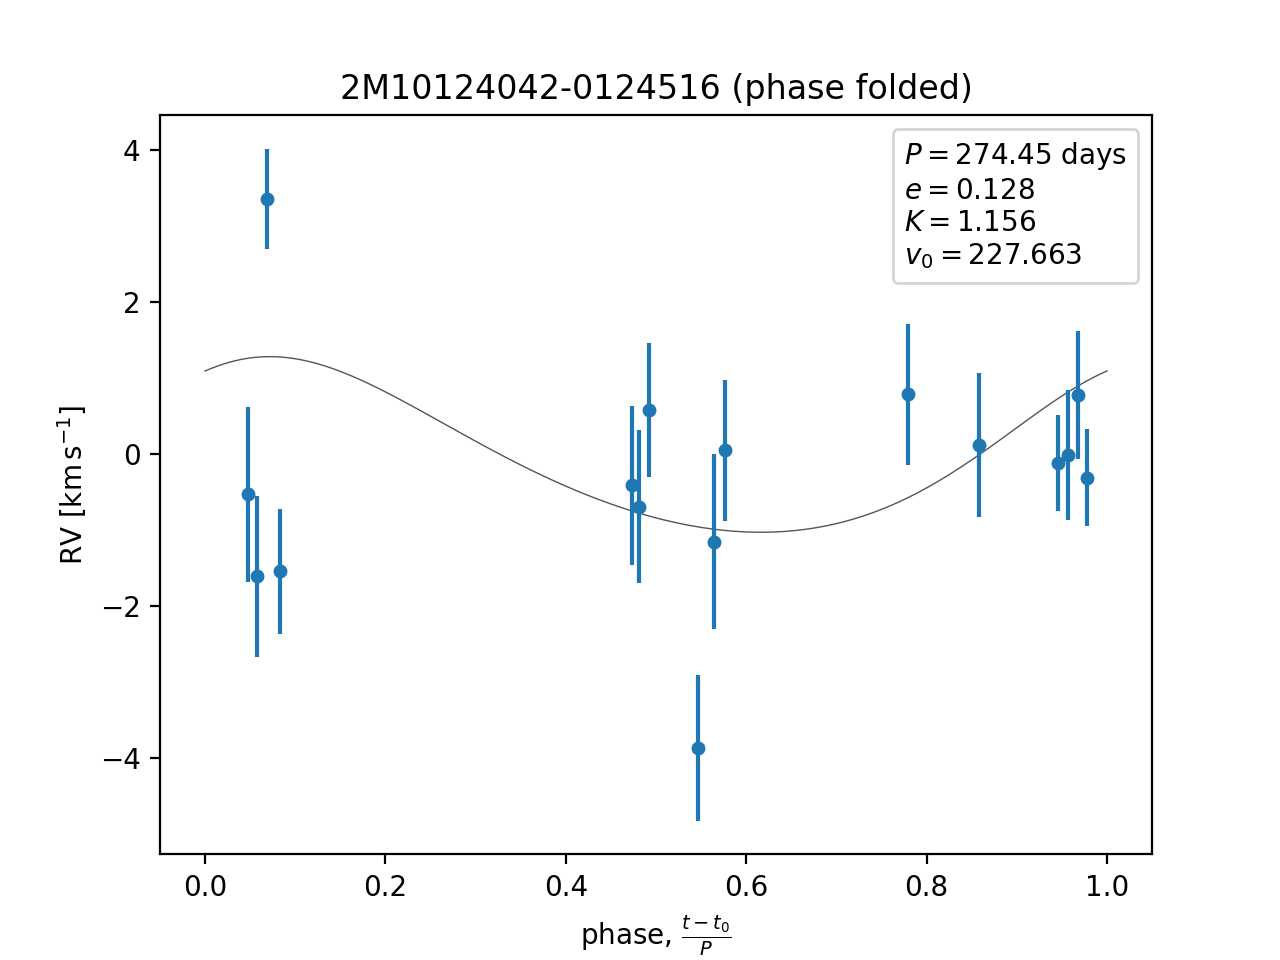 2M10124042-0124516 (phase folded)
P = 274.45 days
e = 0.128
K = 1.156
v₀ = 227.663
RV [km s⁻¹]
4
2
0
−2
−4
0.0 0.2 0.4 0.6 0.8 1.0
phase, (t − t₀)/P